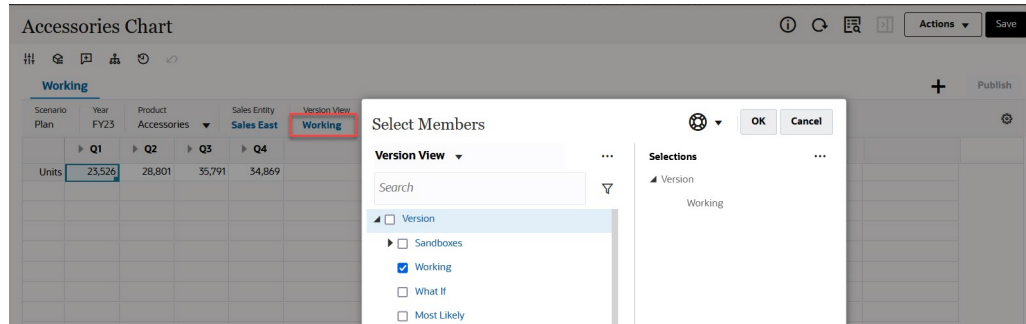 Accessories Chart
Actions
Save
Working
Publish
Scenario Year Product Sales Entity Version View
Plan FY23 Accessories Sales East Working
Q1 Q2 Q3 Q4
Units 23,526 28,801 35,791 34,869
Select Members
OK
Cancel
Version View
Search
Version
Sandboxes
Working
What If
Most Likely
Selections
Version
Working